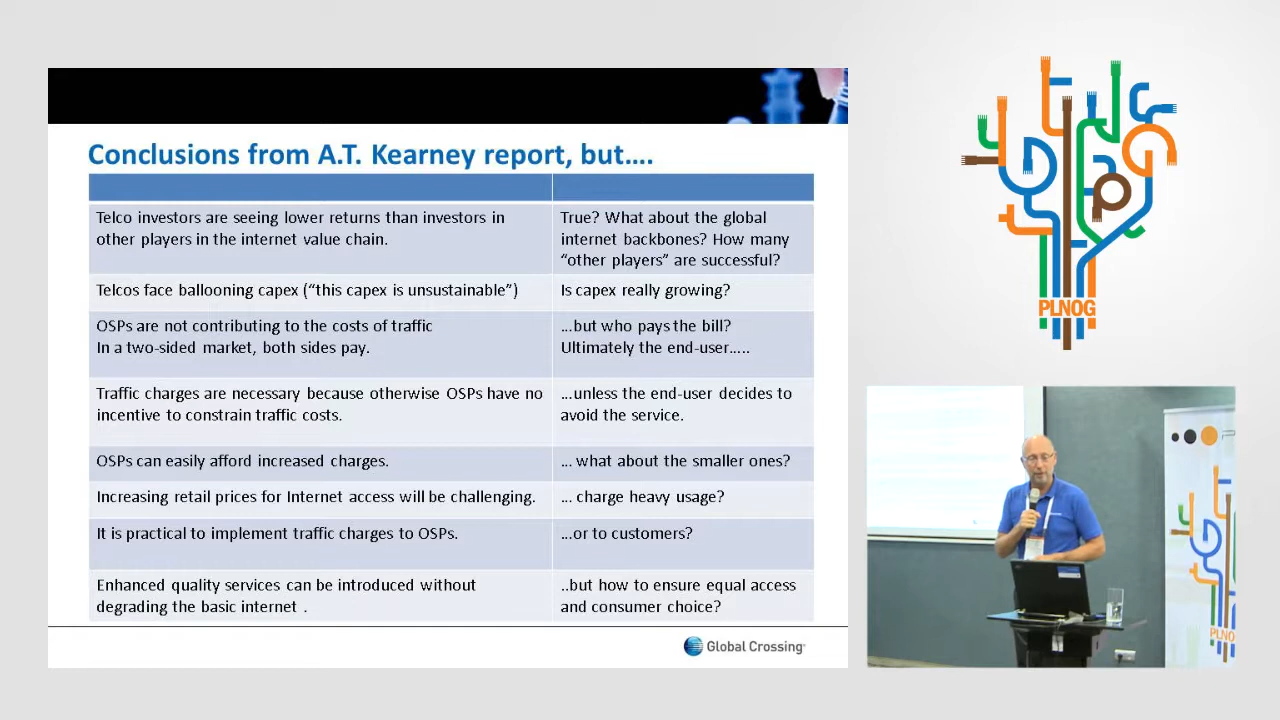 Conclusions from A.T. Kearney report, but….
Telco investors are seeing lower returns than investors in
other players in the internet value chain.
True? What about the global
internet backbones? How many
“other players” are successful?
Telcos face ballooning capex (“this capex is unsustainable”)
Is capex really growing?
OSPs are not contributing to the costs of traffic
In a two-sided market, both sides pay.
…but who pays the bill?
Ultimately the end-user…..
Traffic charges are necessary because otherwise OSPs have no
incentive to constrain traffic costs.
…unless the end-user decides to
avoid the service.
OSPs can easily afford increased charges.
… what about the smaller ones?
Increasing retail prices for Internet access will be challenging.
… charge heavy usage?
It is practical to implement traffic charges to OSPs.
…or to customers?
Enhanced quality services can be introduced without
degrading the basic internet .
..but how to ensure equal access
and consumer choice?
Global Crossing
PLNOG
PLNOG